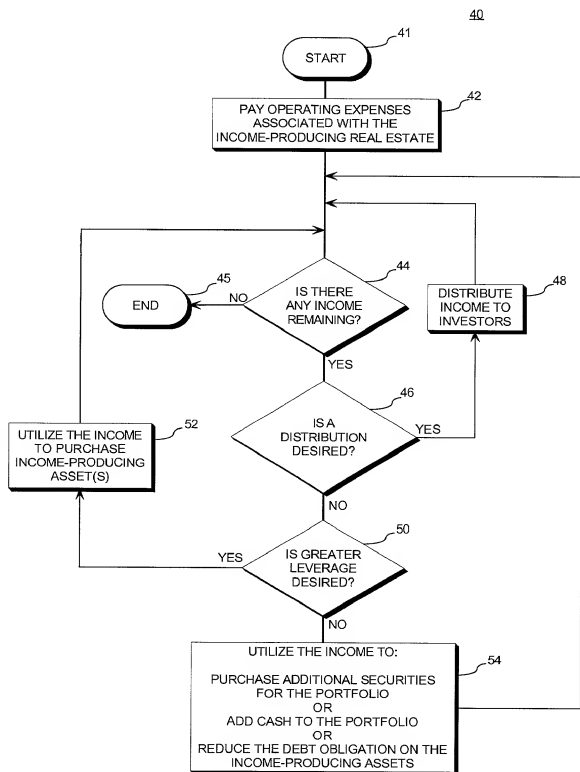 40
41
START
42
PAY OPERATING EXPENSES
ASSOCIATED WITH THE
INCOME-PRODUCING REAL ESTATE
44
45
48
END
NO
IS THERE
ANY INCOME
REMAINING?
DISTRIBUTE
INCOME TO
INVESTORS
YES
46
52
UTILIZE THE INCOME
TO PURCHASE
INCOME-PRODUCING
ASSET(S)
IS A
DISTRIBUTION
DESIRED?
YES
NO
50
YES
IS GREATER
LEVERAGE
DESIRED?
NO
UTILIZE THE INCOME TO:
54
PURCHASE ADDITIONAL SECURITIES
FOR THE PORTFOLIO
OR
ADD CASH TO THE PORTFOLIO
OR
REDUCE THE DEBT OBLIGATION ON THE
INCOME-PRODUCING ASSETS